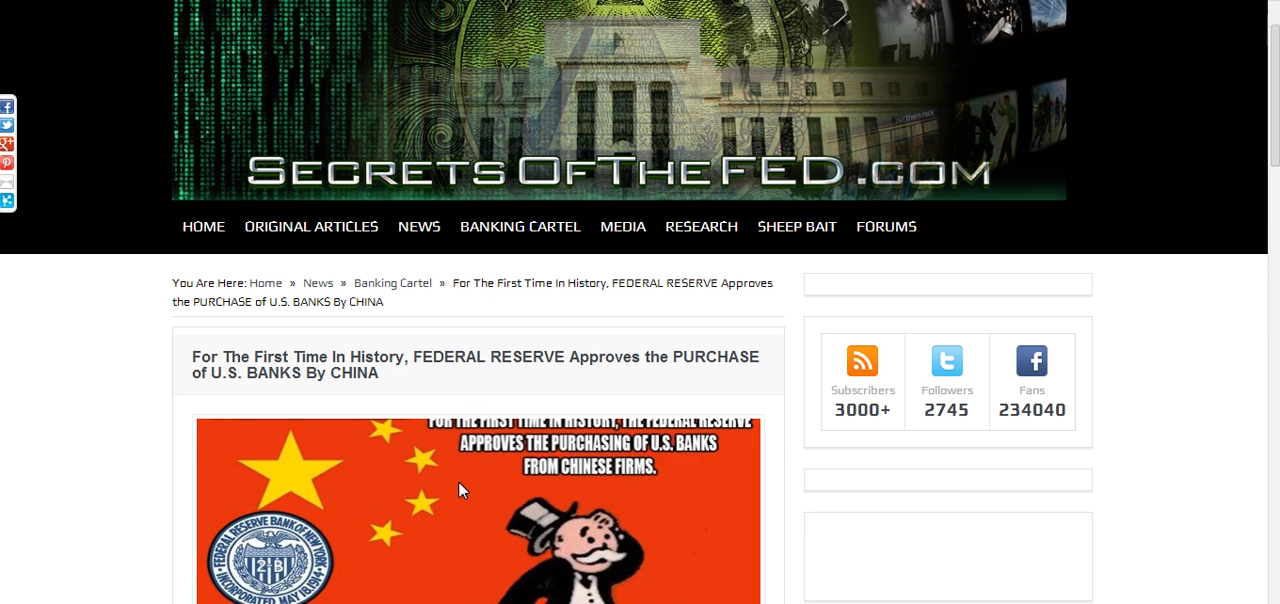 northern rock
SECRETSOFTHEFED.COM
HOME ORIGINAL ARTICLES NEWS BANKING CARTEL MEDIA RESEARCH SHEEP BAIT FORUMS
You Are Here: Home » News » Banking Cartel » For The First Time In History, FEDERAL RESERVE Approves
the PURCHASE of U.S. BANKS By CHINA
For The First Time In History, FEDERAL RESERVE Approves the PURCHASE
of U.S. BANKS By CHINA
FOR THE FIRST TIME IN HISTORY, THE FEDERAL RESERVE
APPROVES THE PURCHASING OF U.S. BANKS
FROM CHINESE FIRMS.
FEDERAL RESERVE BANK OF NEW YORK
2 B
INCORPORATED MAY 18, 1914
Subscribers Followers Fans
3000+ 2745 234040